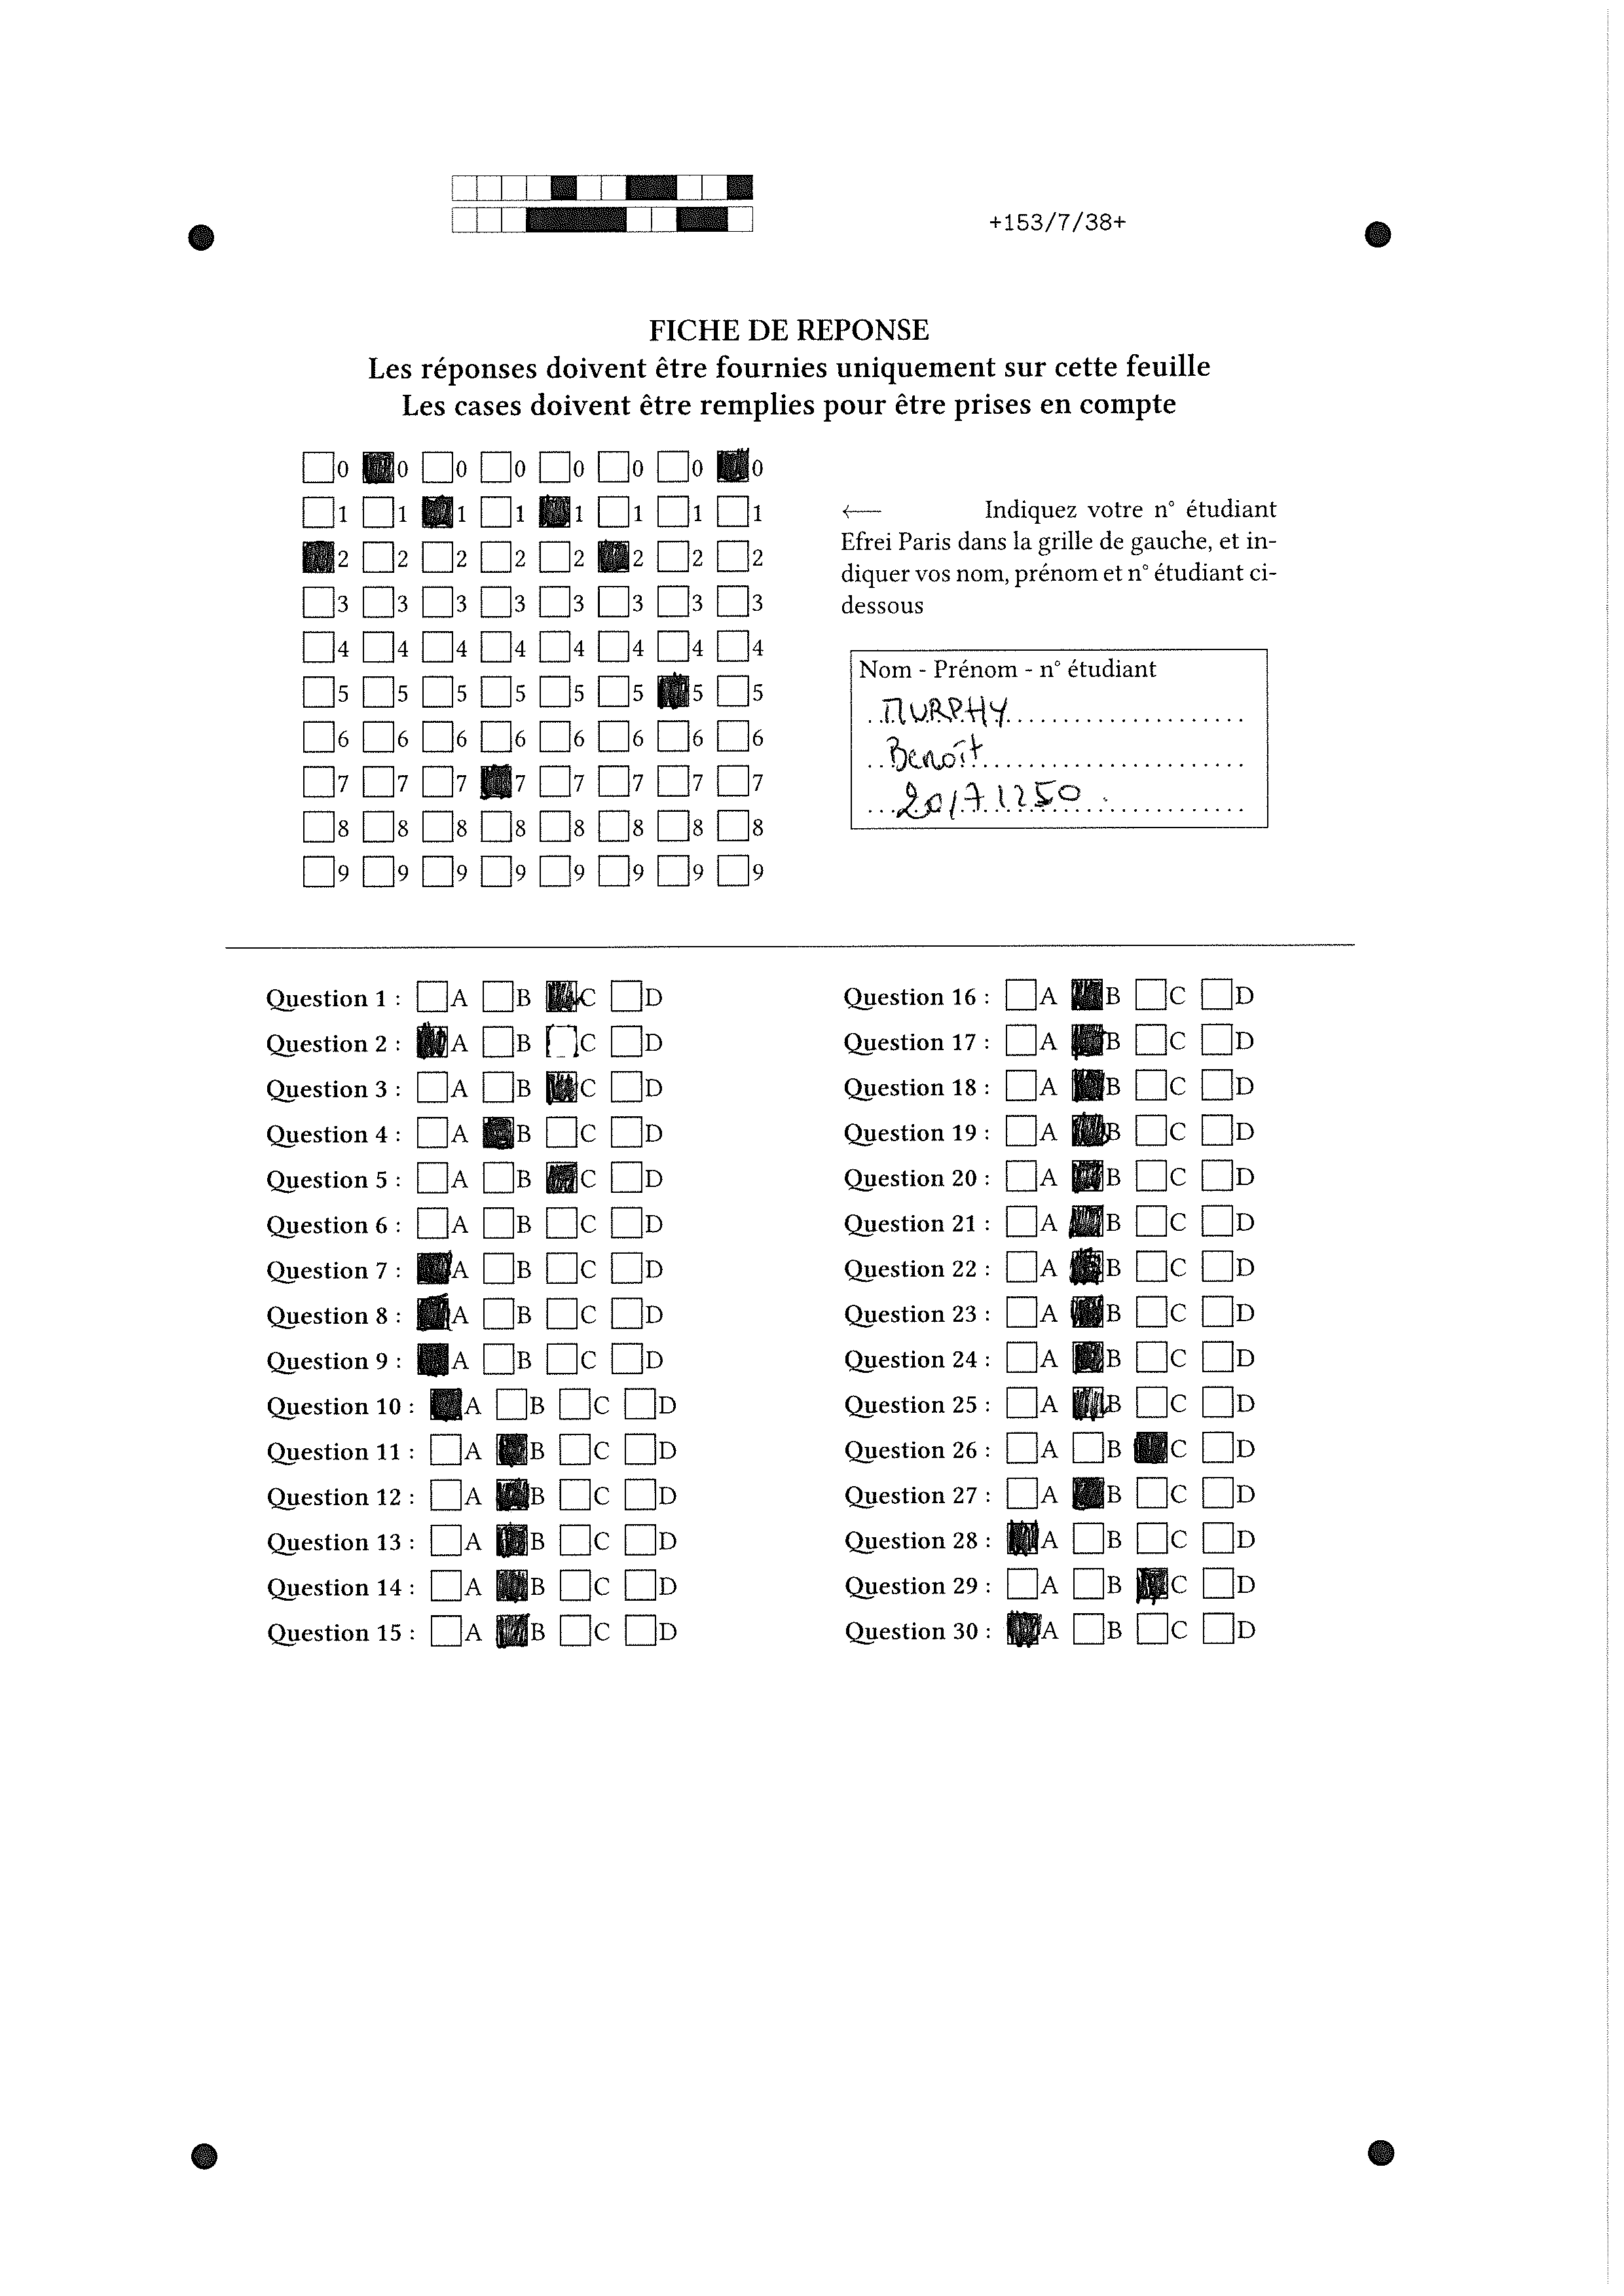 +153/7/38+
FICHE DE REPONSE
Les réponses doivent être fournies uniquement sur cette feuille
Les cases doivent être remplies pour être prises en compte
0 0 0 0 0 0 0 0
1 1 1 1 1 1 1 1
2 2 2 2 2 2 2 2
3 3 3 3 3 3 3 3
4 4 4 4 4 4 4 4
5 5 5 5 5 5 5 5
6 6 6 6 6 6 6 6
7 7 7 7 7 7 7 7
8 8 8 8 8 8 8 8
9 9 9 9 9 9 9 9
← Indiquez votre n° étudiant
Efrei Paris dans la grille de gauche, et in-
diquer vos nom, prénom et n° étudiant ci-
dessous
Nom - Prénom - n° étudiant
MURPHY
Benoît
20171250
Question 1 : A B C D
Question 2 : A B C D
Question 3 : A B C D
Question 4 : A B C D
Question 5 : A B C D
Question 6 : A B C D
Question 7 : A B C D
Question 8 : A B C D
Question 9 : A B C D
Question 10 : A B C D
Question 11 : A B C D
Question 12 : A B C D
Question 13 : A B C D
Question 14 : A B C D
Question 15 : A B C D
Question 16 : A B C D
Question 17 : A B C D
Question 18 : A B C D
Question 19 : A B C D
Question 20 : A B C D
Question 21 : A B C D
Question 22 : A B C D
Question 23 : A B C D
Question 24 : A B C D
Question 25 : A B C D
Question 26 : A B C D
Question 27 : A B C D
Question 28 : A B C D
Question 29 : A B C D
Question 30 : A B C D